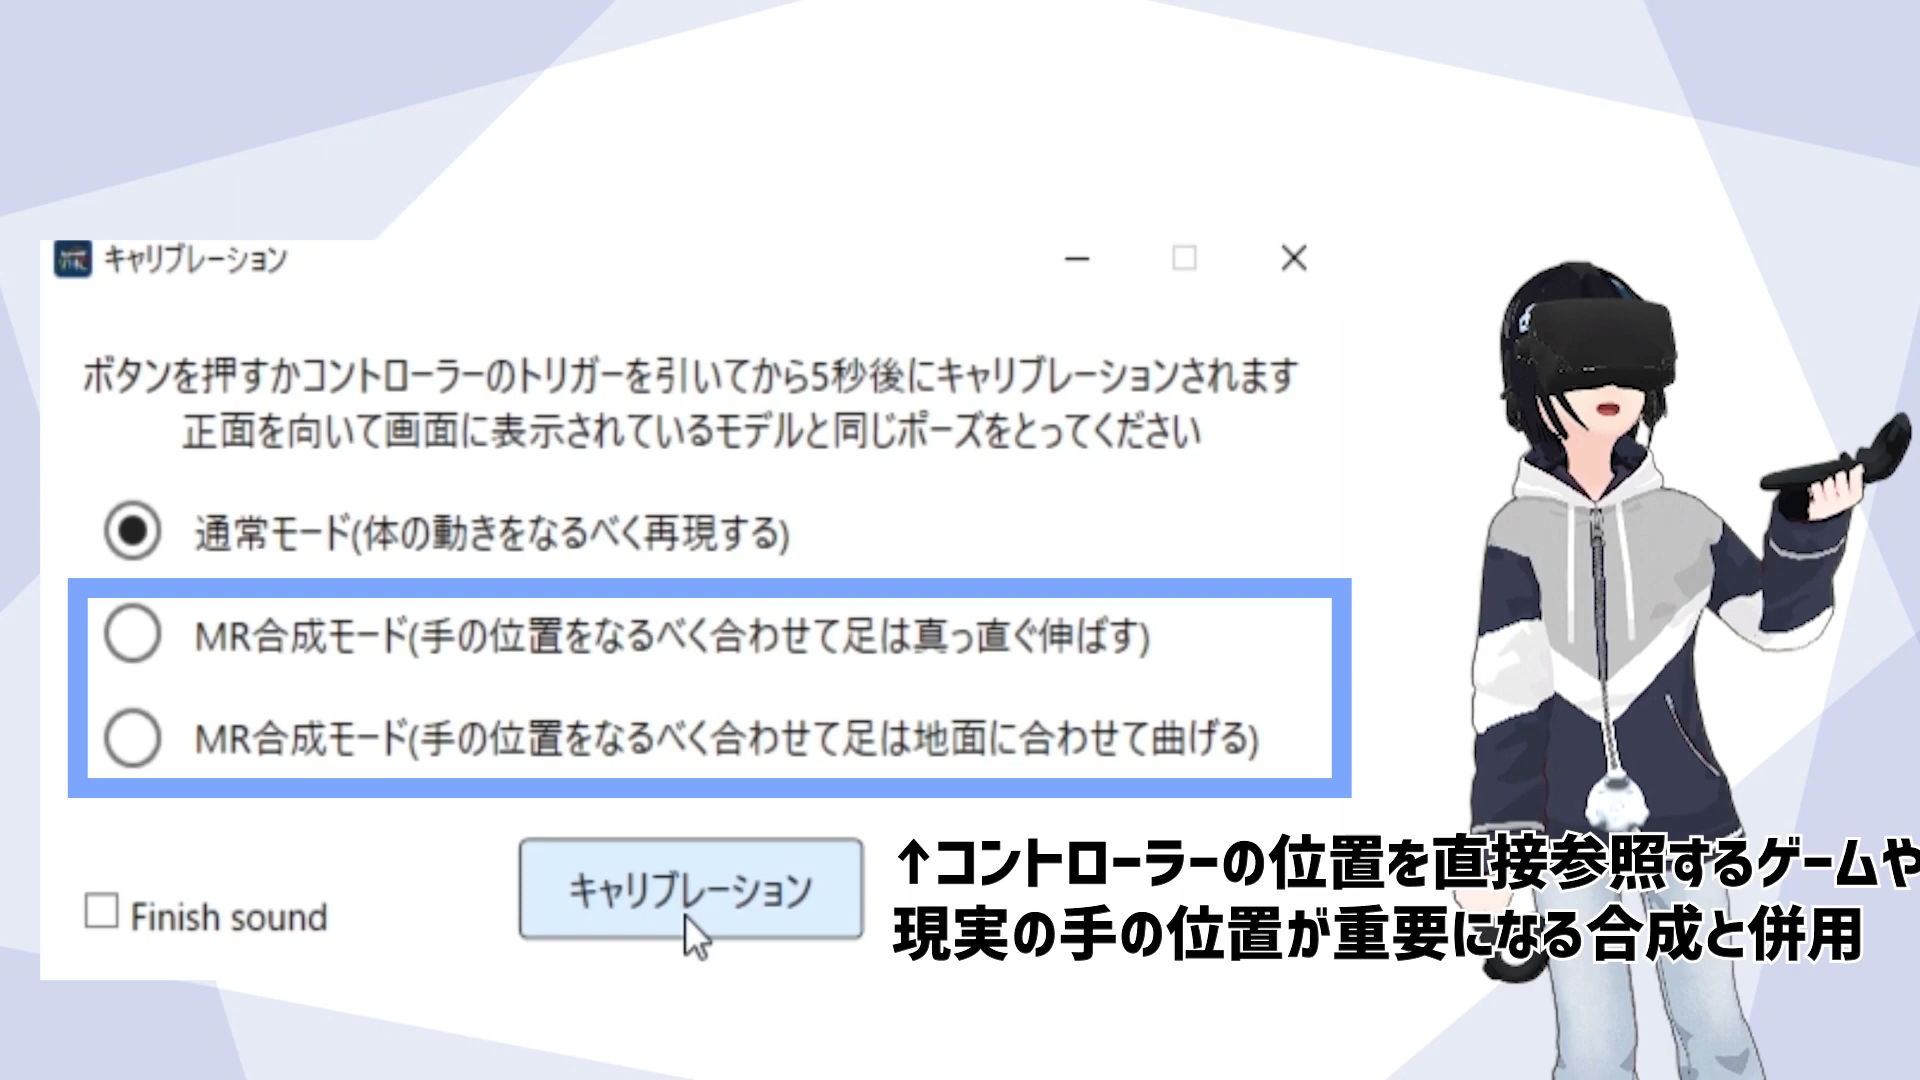 キャリブレーション
ボタンを押すかコントローラーのトリガーを引いてから5秒後にキャリブレーションされます
正面を向いて画面に表示されているモデルと同じポーズをとってください
通常モード(体の動きをなるべく再現する)
MR合成モード(手の位置をなるべく合わせて足は真っ直ぐ伸ばす)
MR合成モード(手の位置をなるべく合わせて足は地面に合わせて曲げる)
キャリブレーション
Finish sound
↑コントローラーの位置を直接参照するゲームや
現実の手の位置が重要になる合成と併用